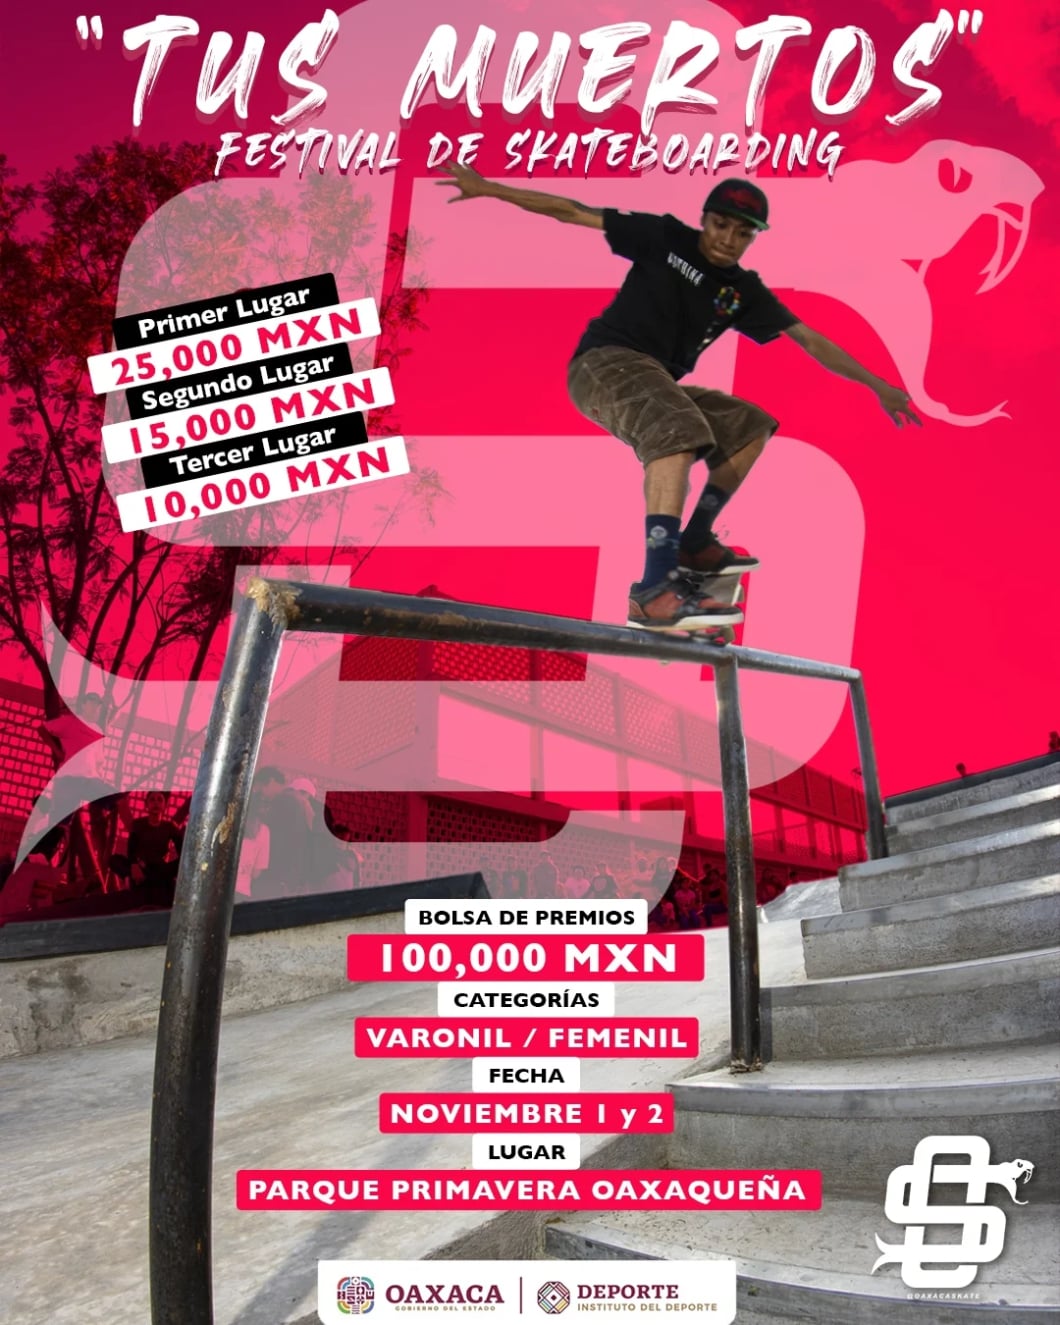 "TUS MUERTOS"
FESTIVAL DE SKATEBOARDING
Primer Lugar
25,000 MXN
Segundo Lugar
15,000 MXN
Tercer Lugar
10,000 MXN
BOLSA DE PREMIOS
100,000 MXN
CATEGORÍAS
VARONIL / FEMENIL
FECHA
NOVIEMBRE 1 y 2
LUGAR
PARQUE PRIMAVERA OAXAQUEÑA
@OAXACASKATE
OAXACA
GOBIERNO DEL ESTADO
DEPORTE
INSTITUTO DEL DEPORTE